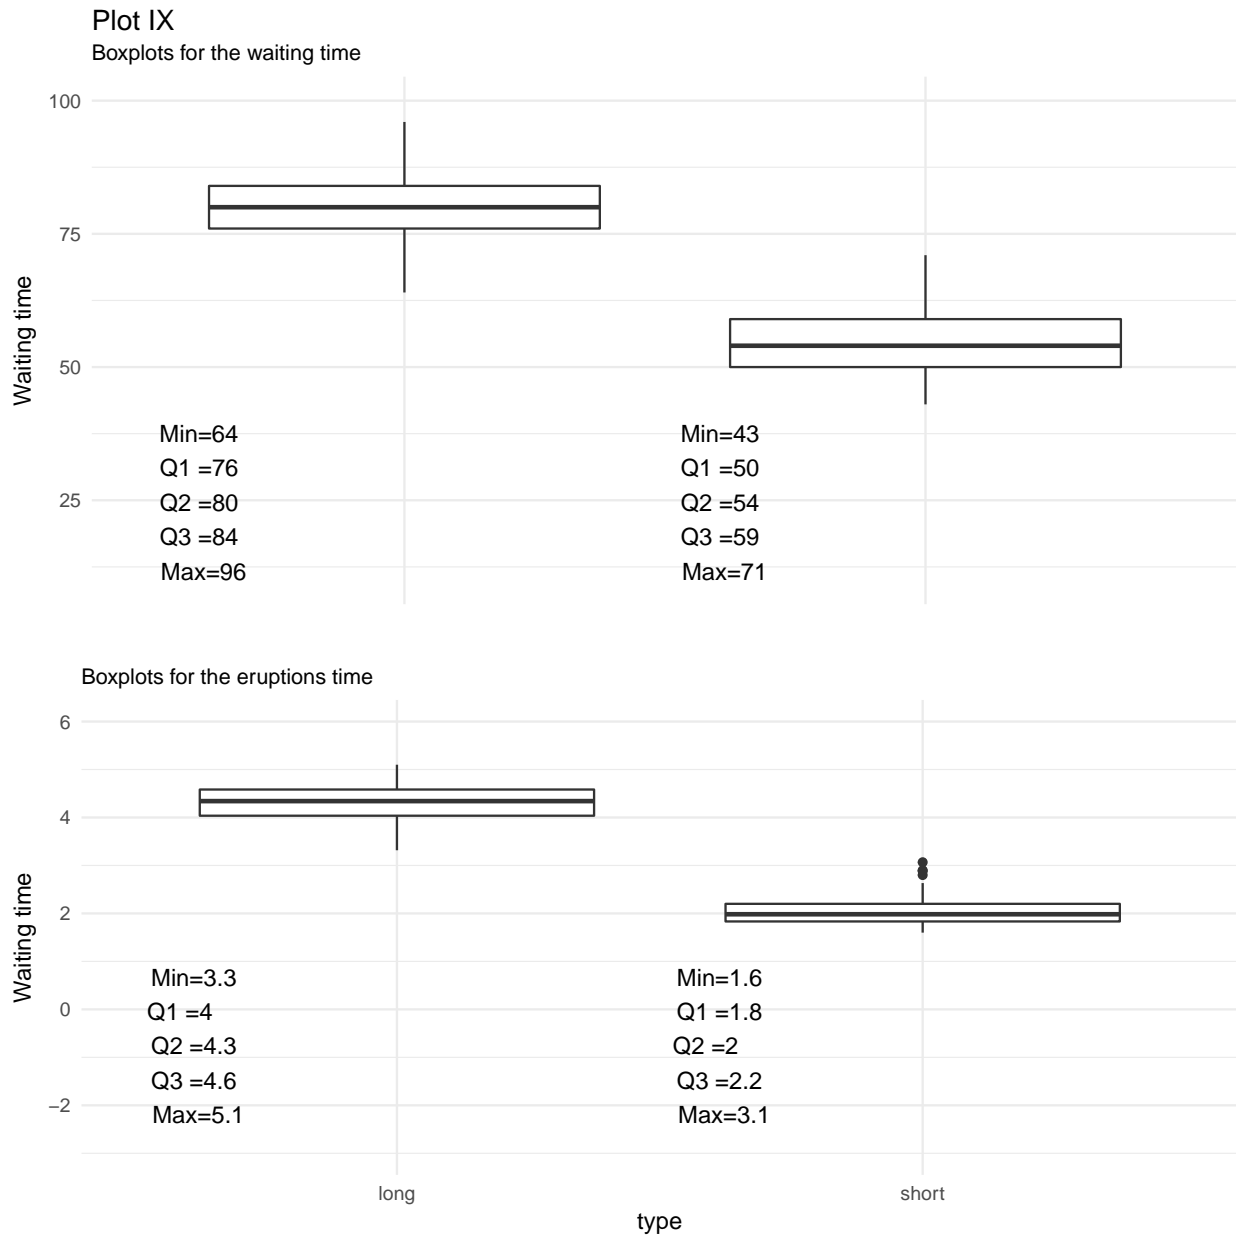 Plot IX
Boxplots for the waiting time
100
75
50
25
Waiting time
Min=64
Q1 =76
Q2 =80
Q3 =84
Max=96
Min=43
Q1 =50
Q2 =54
Q3 =59
Max=71
Boxplots for the eruptions time
6
4
2
0
−2
Waiting time
Min=3.3
Q1 =4
Q2 =4.3
Q3 =4.6
Max=5.1
Min=1.6
Q1 =1.8
Q2 =2
Q3 =2.2
Max=3.1
long
short
type